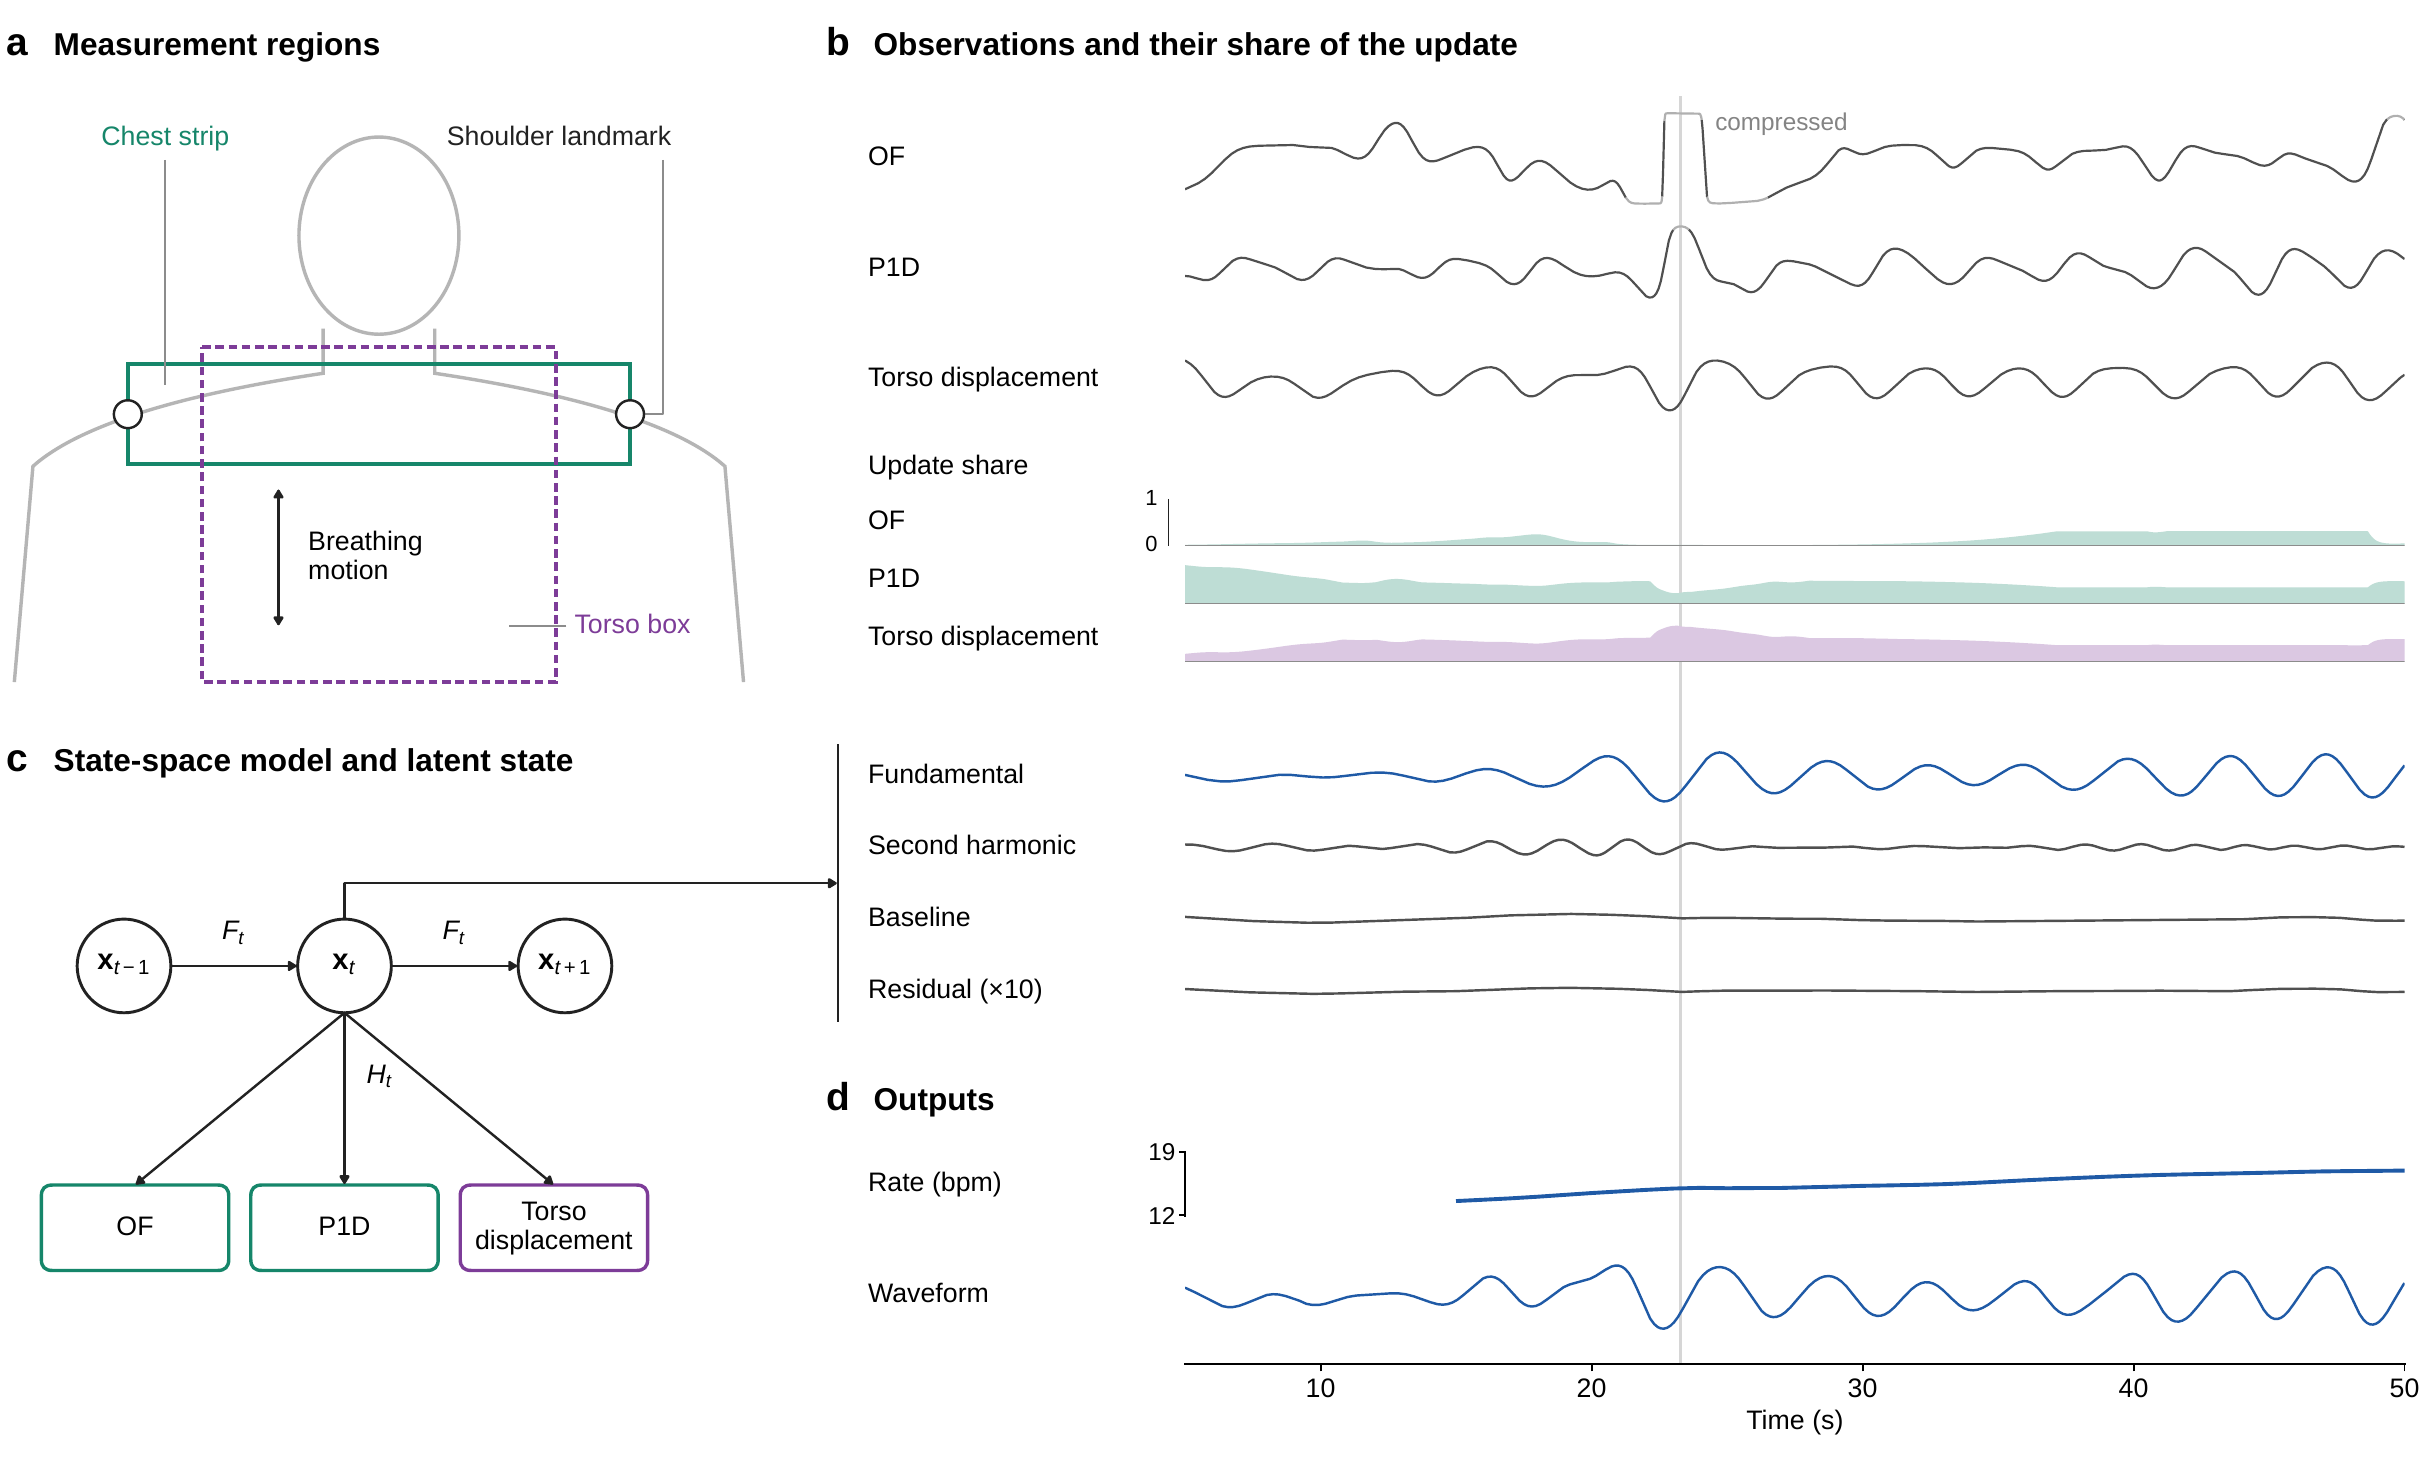 a Measurement regions
Chest strip
Shoulder landmark
Breathing
motion
Torso box
b Observations and their share of the update
compressed
OF
P1D
Torso displacement
Update share
1
OF
0
P1D
Torso displacement
c State-space model and latent state
F_t
F_t
x_{t−1}
x_t
x_{t+1}
H_t
OF
P1D
Torso
displacement
Fundamental
Second harmonic
Baseline
Residual (×10)
d Outputs
19
Rate (bpm)
12
Waveform
10 20 30 40 50
Time (s)